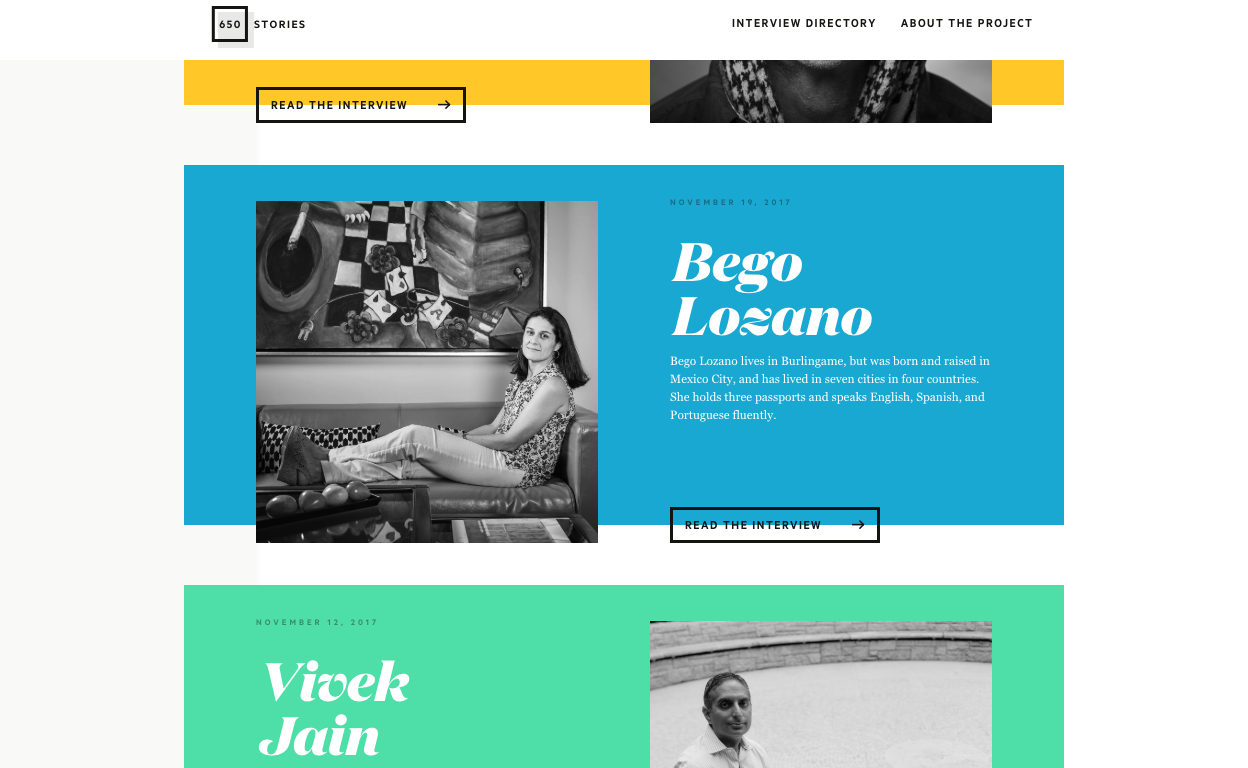 650 STORIES
INTERVIEW DIRECTORY
ABOUT THE PROJECT
READ THE INTERVIEW →
NOVEMBER 19, 2017
Bego
Lozano
Bego Lozano lives in Burlingame, but was born and raised in
Mexico City, and has lived in seven cities in four countries.
She holds three passports and speaks English, Spanish, and
Portuguese fluently.
READ THE INTERVIEW →
NOVEMBER 12, 2017
Vivek
Jain